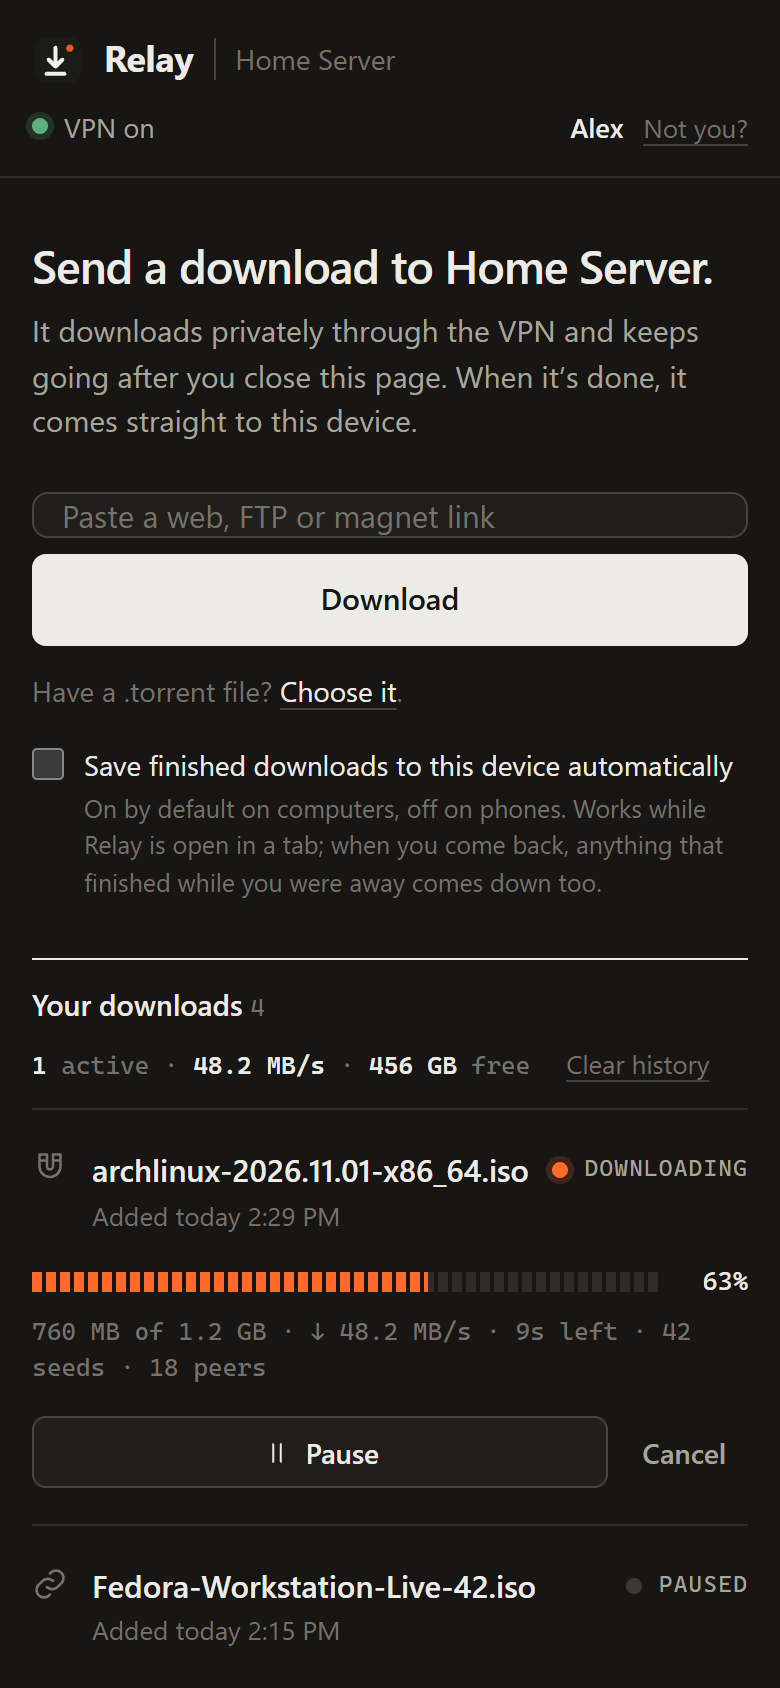 Relay Home Server
VPN on Alex Not you?
Send a download to Home Server.
It downloads privately through the VPN and keeps
going after you close this page. When it’s done, it
comes straight to this device.
Paste a web, FTP or magnet link
Download
Have a .torrent file? Choose it.
Save finished downloads to this device automatically
On by default on computers, off on phones. Works while
Relay is open in a tab; when you come back, anything that
finished while you were away comes down too.
Your downloads 4
1 active · 48.2 MB/s · 456 GB free Clear history
archlinux-2026.11.01-x86_64.iso DOWNLOADING
Added today 2:29 PM
63%
760 MB of 1.2 GB · ↓ 48.2 MB/s · 9s left · 42
seeds · 18 peers
Pause Cancel
Fedora-Workstation-Live-42.iso PAUSED
Added today 2:15 PM